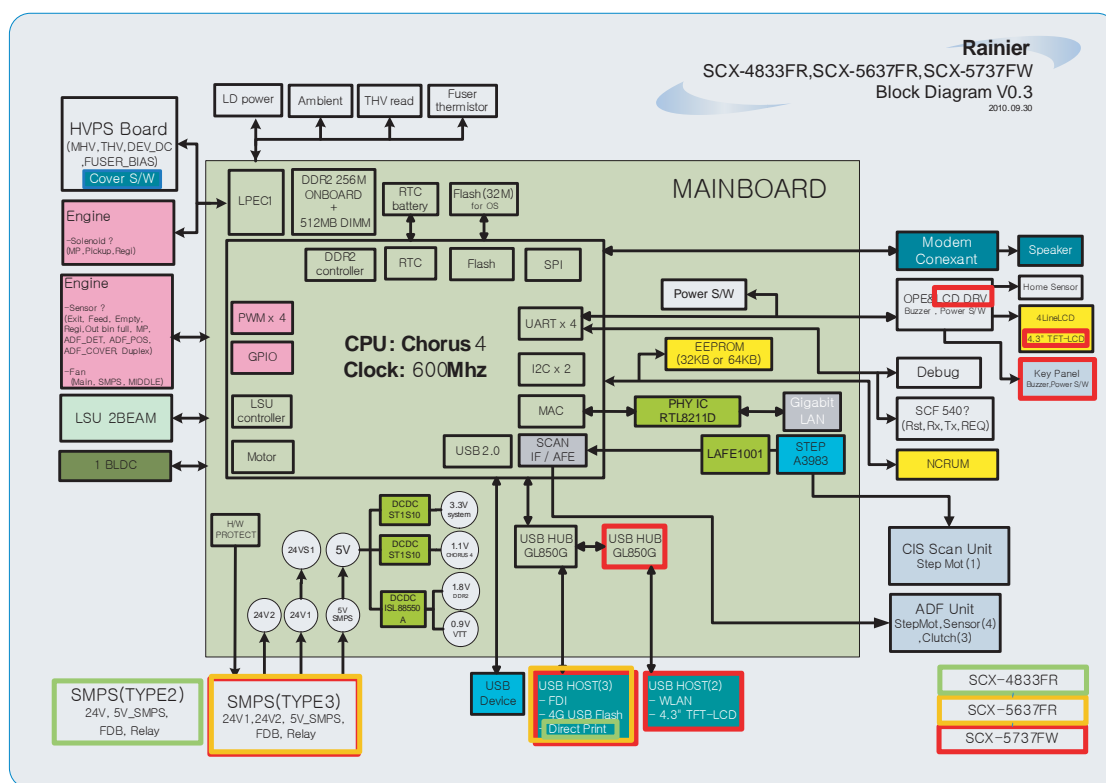 Rainier
SCX-4833FR,SCX-5637FR,SCX-5737FW
Block Diagram V0.3
2010.09.30
LD power
Ambient
THV read
Fuser
thermistor
HVPS Board
(MHV, THV, DEV_DC
,FUSER_BIAS)
Cover S/W
Engine
-Solenoid ?
(MP,Pickup,Regi)
Engine
-Sensor ?
(Exit, Feed, Empty,
Regi,Out bin full, MP,
ADF_DET, ADF_POS,
ADF_COVER, Duplex)
-Fan
(Main, SMPS, MIDDLE)
LSU 2BEAM
1 BLDC
MAINBOARD
LPEC1
DDR2 256M
ONBOARD
+
512MB DIMM
RTC
battery
Flash(32M)
for OS
DDR2
controller
RTC
Flash
SPI
PWM x 4
GPIO
LSU
controller
Motor
CPU: Chorus 4
Clock: 600Mhz
UART x 4
I2C x 2
MAC
USB 2.0
SCAN
IF / AFE
Power S/W
EEPROM
(32KB or 64KB)
PHY IC
RTL8211D
Gigabit
LAN
LAFE1001
STEP
A3983
Modem
Conexant
Speaker
OPE&LCD DRV
Buzzer , Power S/W
Home Sensor
4LineLCD
4.3" TFT-LCD
Key Panel
Buzzer,Power S/W
Debug
SCF 540?
(Rst,Rx,Tx,REQ)
NCRUM
CIS Scan Unit
Step Mot(1)
ADF Unit
StepMot,Sensor(4)
,Clutch(3)
H/W
PROTECT
24VS1
5V
24V2
24V1
5V
SMPS
DCDC
ST1S10
3.3V
system
DCDC
ST1S10
1.1V
CHORUS 4
DCDC
ISL88550
A
1.8V
DDR2
0.9V
VTT
USB HUB
GL850G
USB HUB
GL850G
SMPS(TYPE2)
24V, 5V_SMPS,
FDB, Relay
SMPS(TYPE3)
24V1,24V2, 5V_SMPS,
FDB, Relay
USB
Device
USB HOST(3)
- FDI
- 4G USB Flash
- Direct Print
USB HOST(2)
- WLAN
- 4.3" TFT-LCD
SCX-4833FR
SCX-5637FR
SCX-5737FW